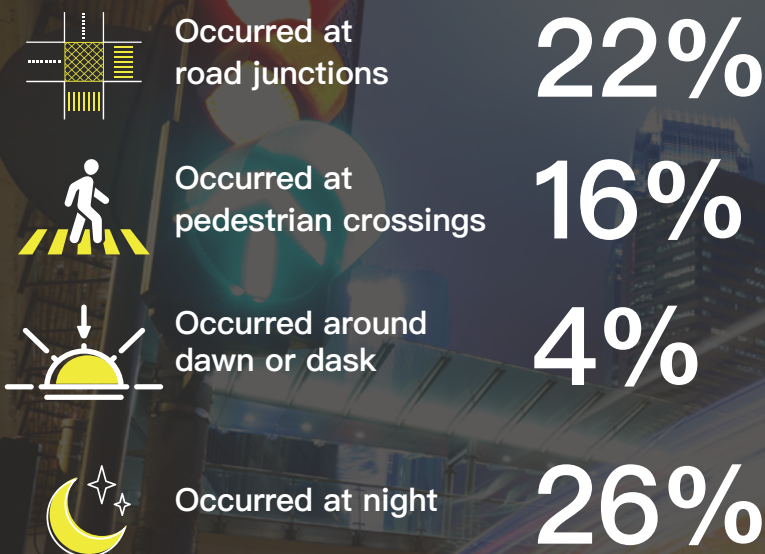 Occurred at
road junctions
22%
Occurred at
pedestrian crossings
16%
Occurred around
dawn or dask
4%
Occurred at night
26%